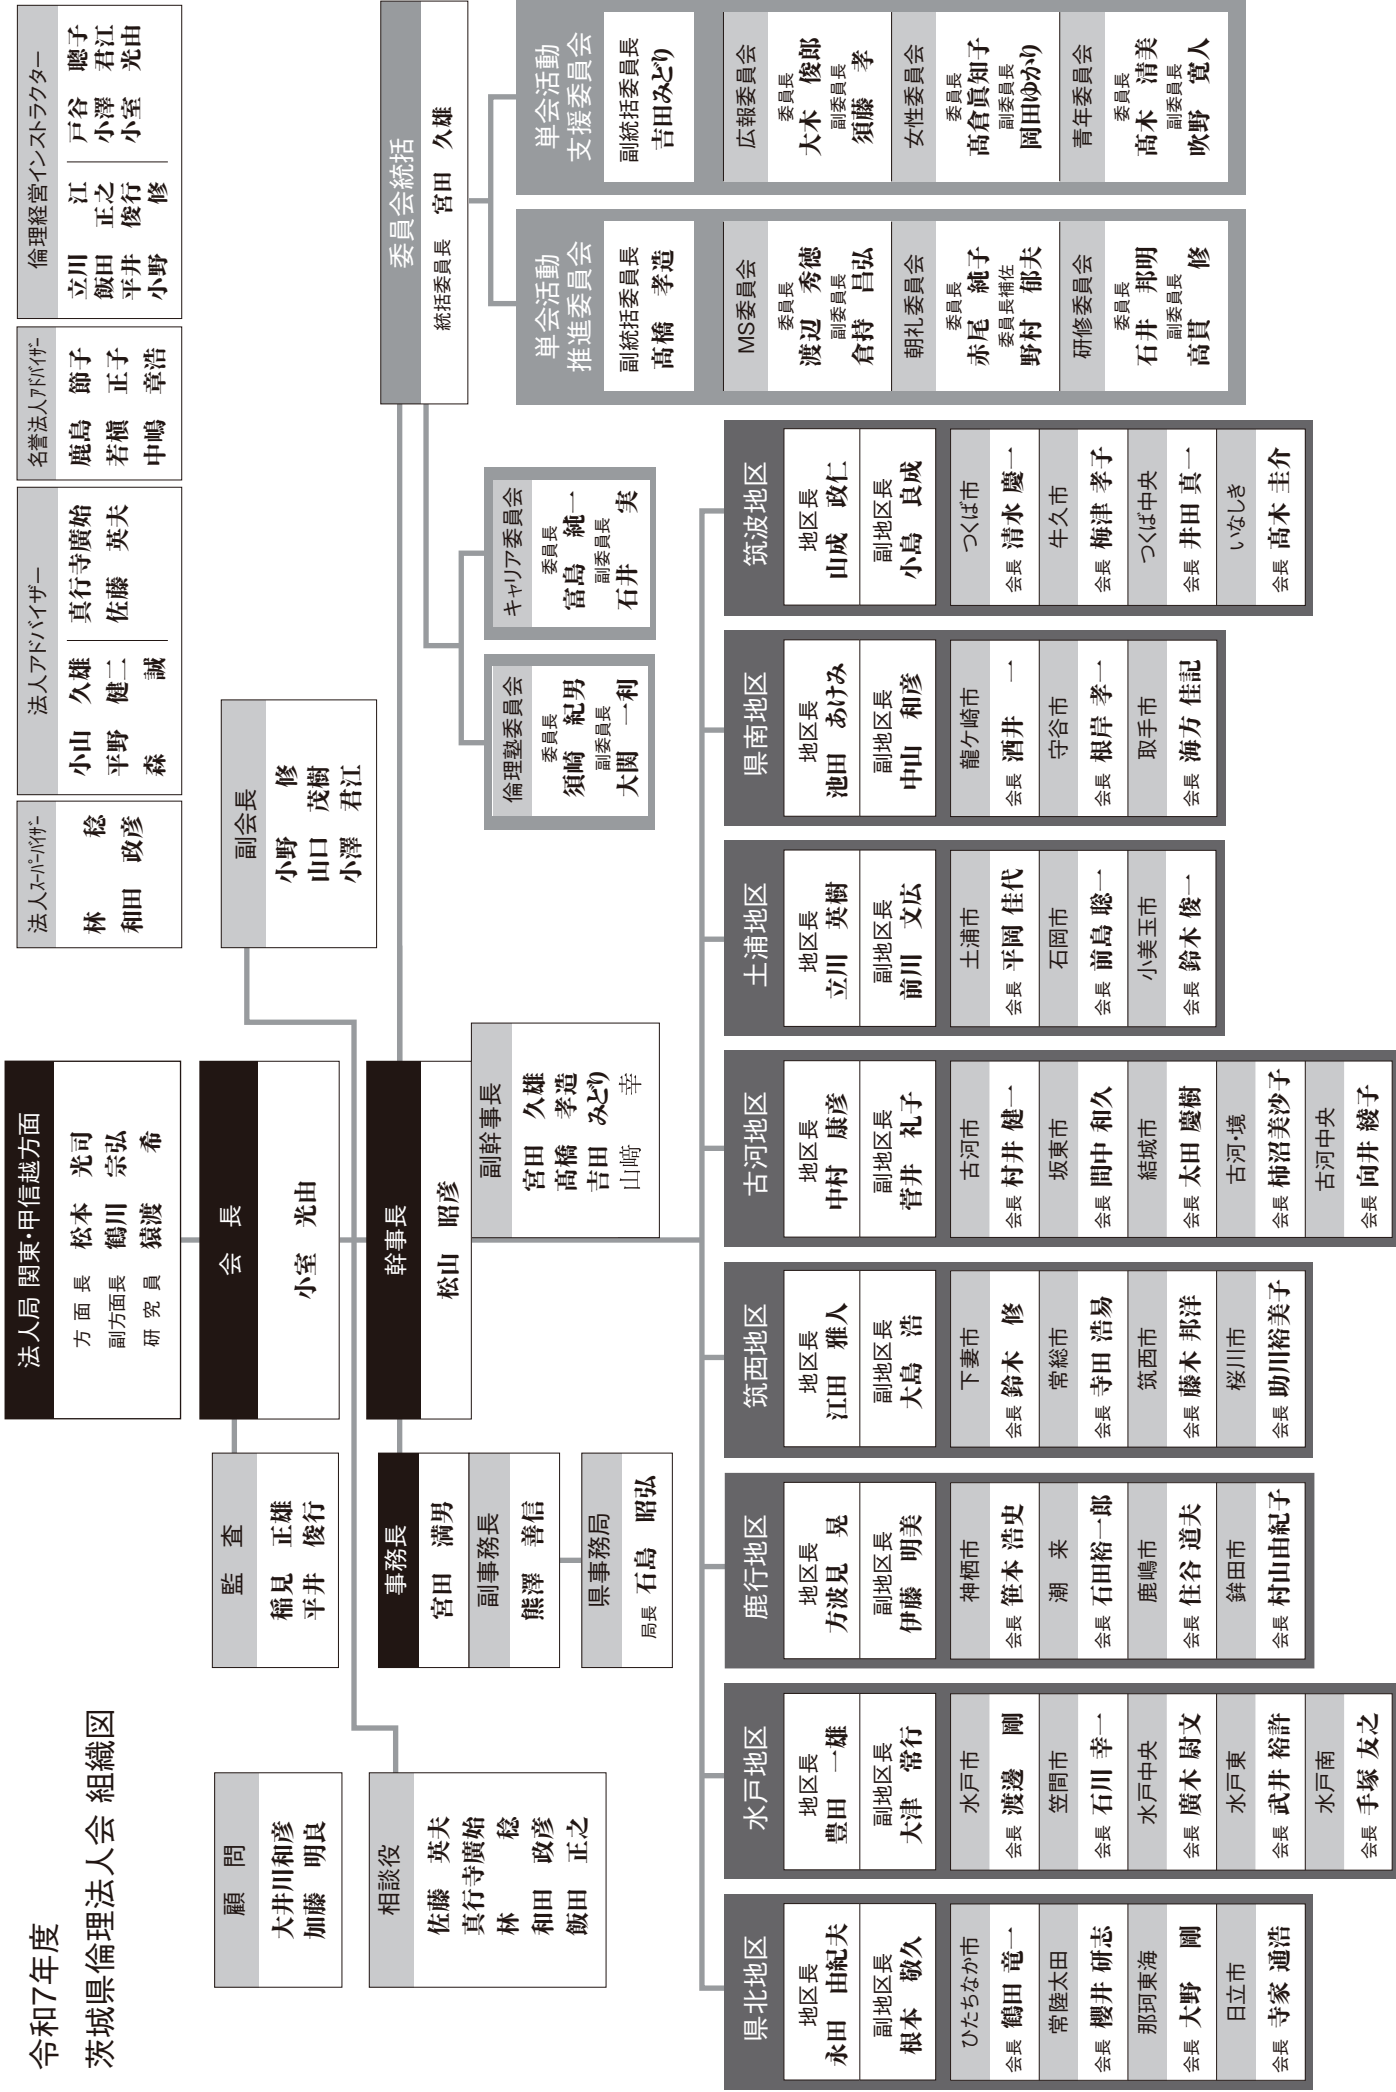 令和7年度
茨城県倫理法人会 組織図
法人局 関東・甲信越方面
方面長 松本 光司
副方面長 鶴川 宗弘
研究員 猿渡 希
法人スーパーバイザー
林 稔
和田 政彦
法人アドバイザー
小山 久雄
平野 健二
森 誠
真行寺廣始
佐藤 英夫
名誉法人アドバイザー
鹿島 節子
若槇 正子
中嶋 章浩
倫理経営インストラクター
立川 江
飯田 正之
平井 俊行
小野 修
戸谷 聰子
小澤 君江
小室 光由
顧問
大井川和彦
加藤 明良
監査
稲見 正雄
平井 俊行
会長
小室 光由
副会長
小野 修
山口 茂樹
小澤 君江
相談役
佐藤 英夫
真行寺廣始
林 稔
和田 政彦
飯田 正之
事務長
宮田 満男
副事務長
熊澤 善信
県事務局
局長 石島 昭弘
幹事長
松山 昭彦
副幹事長
宮田 久雄
髙橋 孝造
吉田 みどり
山﨑 幸
委員会統括
統括委員長 宮田 久雄
倫理塾委員会
委員長
須崎 紀男
副委員長
大関 一利
キャリア委員会
委員長
富島 純一
副委員長
石井 実
単会活動
推進委員会
副統括委員長
髙橋 孝造
MS委員会
委員長
渡辺 秀徳
副委員長
倉持 昌弘
朝礼委員会
委員長
赤尾 純子
委員長補佐
野村 郁夫
研修委員会
委員長
石井 邦明
副委員長
高貫 修
単会活動
支援委員会
副統括委員長
吉田みどり
広報委員会
委員長
大木 俊郎
副委員長
須藤 孝
女性委員会
委員長
髙倉眞知子
副委員長
岡田ゆかり
青年委員会
委員長
髙木 清美
副委員長
吹野 寛人
県北地区
地区長
永田 由紀夫
副地区長
根本 敬久
ひたちなか市
会長 鶴田 竜一
常陸太田
会長 櫻井 研志
那珂東海
会長 大野 剛
日立市
会長 寺家 通浩
水戸地区
地区長
豊田 一雄
副地区長
大津 常行
水戸市
会長 渡邊 剛
笠間市
会長 石川 幸一
水戸中央
会長 廣木 尉文
水戸東
会長 武井 裕許
水戸南
会長 手塚 友之
鹿行地区
地区長
方波見 晃
副地区長
伊藤 明美
神栖市
会長 笹本 浩史
潮来
会長 石田裕一郎
鹿嶋市
会長 住谷 道夫
鉾田市
会長 村山由紀子
筑西地区
地区長
江田 雅人
副地区長
大島 浩
下妻市
会長 鈴木 修
常総市
会長 寺田 浩易
筑西市
会長 藤木 邦洋
桜川市
会長 助川裕美子
古河地区
地区長
中村 康彦
副地区長
菅井 礼子
古河市
会長 村井 健一
坂東市
会長 間中 和久
結城市
会長 太田 慶樹
古河・境
会長 柿沼美沙子
古河中央
会長 向井 綾子
土浦地区
地区長
立川 英樹
副地区長
前川 文広
土浦市
会長 平岡 佳代
石岡市
会長 前島 聡一
小美玉市
会長 鈴木 俊一
県南地区
地区長
池田 あけみ
副地区長
中山 和彦
龍ケ崎市
会長 酒井 一
守谷市
会長 根岸 孝一
取手市
会長 海方 佳記
筑波地区
地区長
山成 政仁
副地区長
小島 良成
つくば市
会長 清水 慶一
牛久市
会長 梅津 孝子
つくば中央
会長 井田 真一
いなしき
会長 髙木 圭介